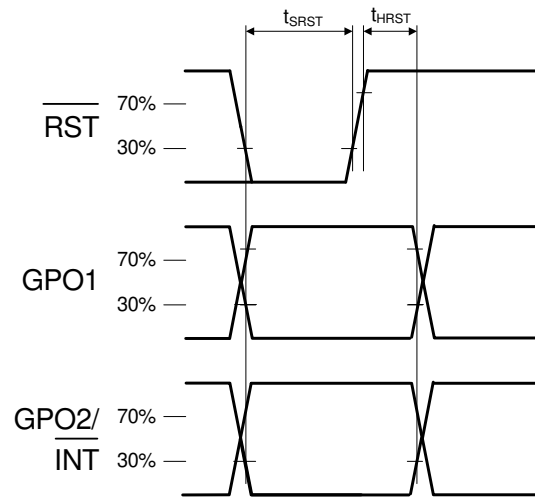 tSRST
tHRST
RST
70%
30%
GPO1
70%
30%
GPO2/
INT
70%
30%